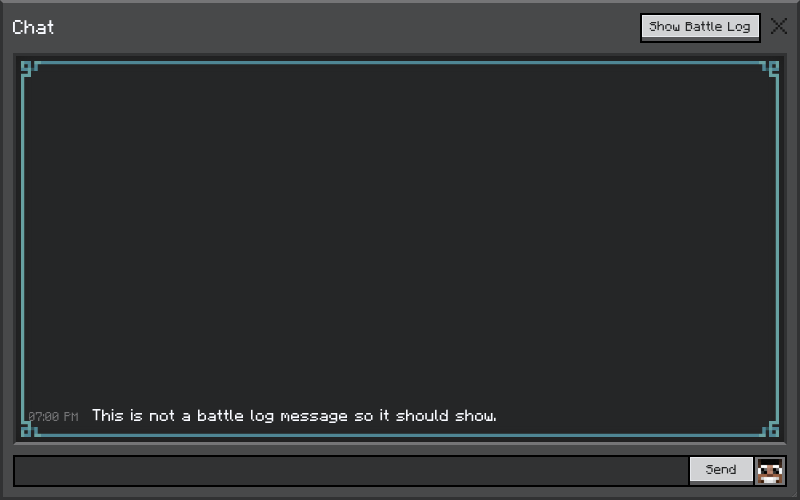 Chat
Show Battle Log
07:00 PM This is not a battle log message so it should show.
Send